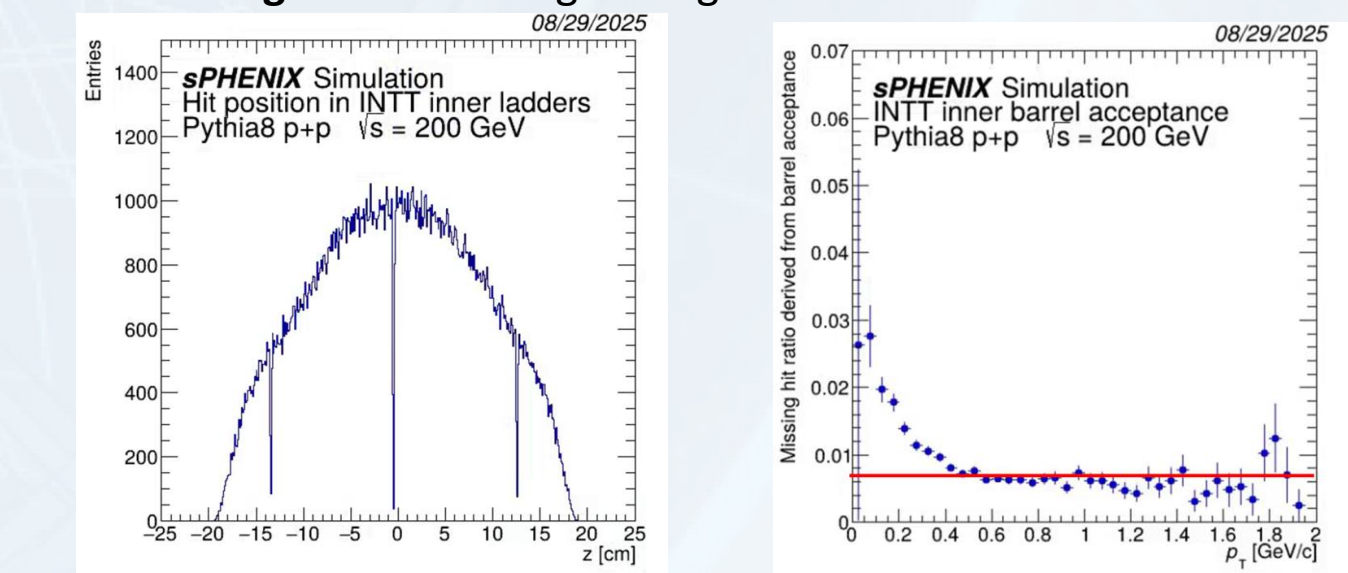 08/29/2025
Entries
sPHENIX Simulation
Hit position in INTT inner ladders
Pythia8 p+p √s = 200 GeV
1400
1200
1000
800
600
400
200
0
−25 −20 −15 −10 −5 0 5 10 15 20 25
z [cm]
08/29/2025
Missing hit ratio derived from barrel acceptance
sPHENIX Simulation
INTT inner barrel acceptance
Pythia8 p+p √s = 200 GeV
0.07
0.06
0.05
0.04
0.03
0.02
0.01
0
0 0.2 0.4 0.6 0.8 1 1.2 1.4 1.6 1.8 2
pT [GeV/c]